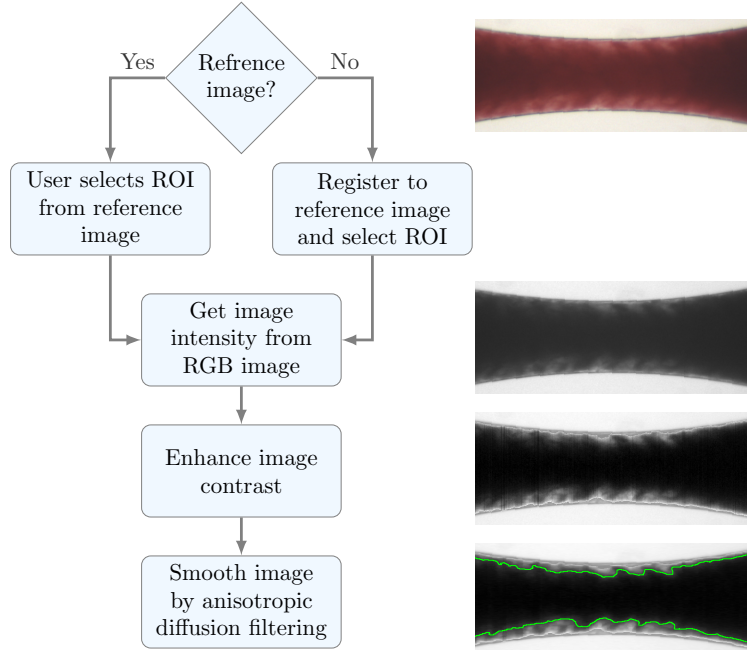 Refrence
image?
Yes
No
User selects ROI
from reference
image
Register to
reference image
and select ROI
Get image
intensity from
RGB image
Enhance image
contrast
Smooth image
by anisotropic
diffusion filtering